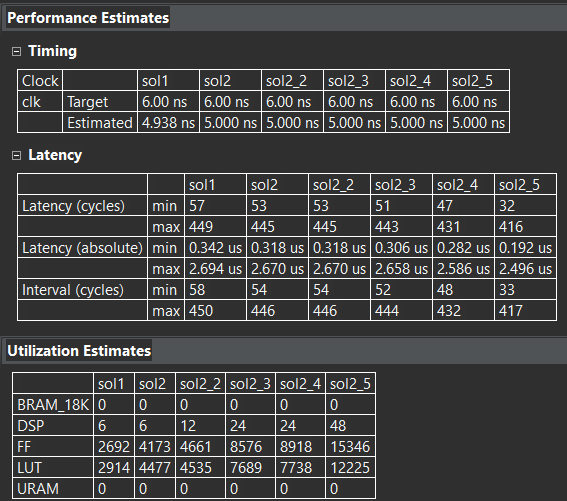 Performance Estimates
Timing
Clock sol1 sol2 sol2_2 sol2_3 sol2_4 sol2_5
clk Target 6.00 ns 6.00 ns 6.00 ns 6.00 ns 6.00 ns 6.00 ns
Estimated 4.938 ns 5.000 ns 5.000 ns 5.000 ns 5.000 ns 5.000 ns
Latency
sol1 sol2 sol2_2 sol2_3 sol2_4 sol2_5
Latency (cycles) min 57 53 53 51 47 32
max 449 445 445 443 431 416
Latency (absolute) min 0.342 us 0.318 us 0.318 us 0.306 us 0.282 us 0.192 us
max 2.694 us 2.670 us 2.670 us 2.658 us 2.586 us 2.496 us
Interval (cycles) min 58 54 54 52 48 33
max 450 446 446 444 432 417
Utilization Estimates
sol1 sol2 sol2_2 sol2_3 sol2_4 sol2_5
BRAM_18K 0 0 0 0 0 0
DSP 6 6 12 24 24 48
FF 2692 4173 4661 8576 8918 15346
LUT 2914 4477 4535 7689 7738 12225
URAM 0 0 0 0 0 0